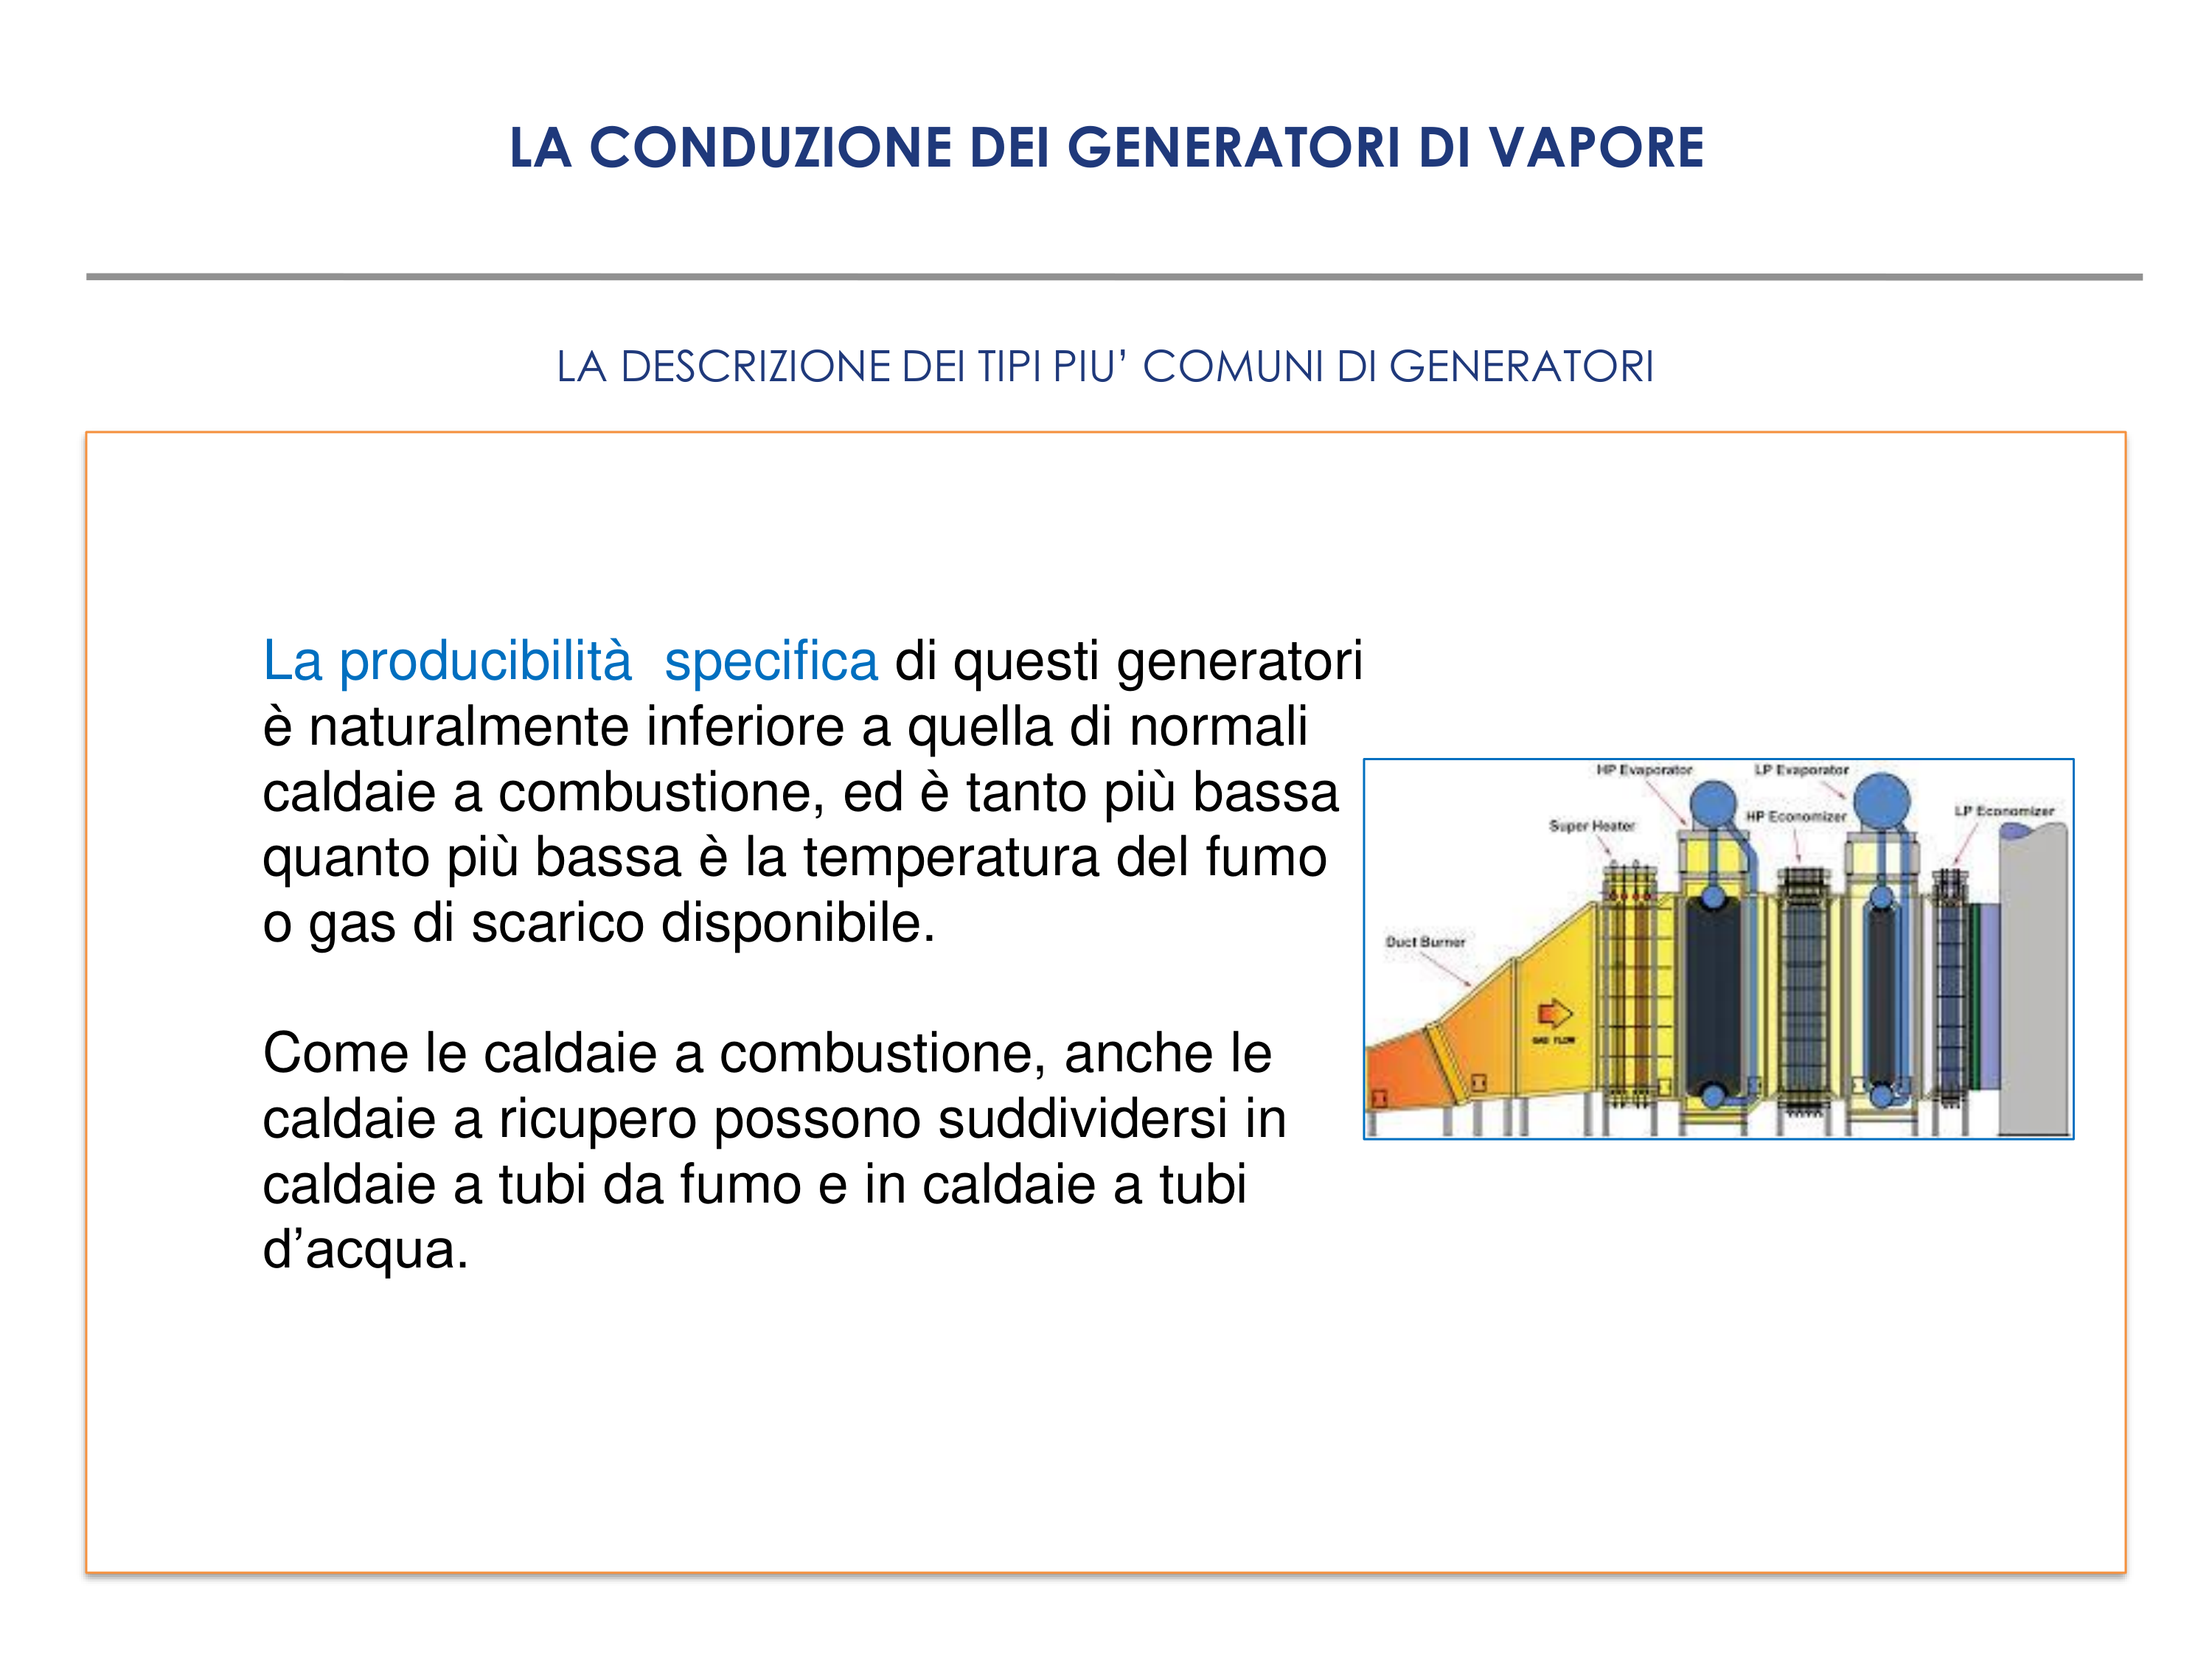 LA CONDUZIONE DEI GENERATORI DI VAPORE
LA DESCRIZIONE DEI TIPI PIU’ COMUNI DI GENERATORI
La producibilità  specifica di questi generatori
è naturalmente inferiore a quella di normali
caldaie a combustione, ed è tanto più bassa
quanto più bassa è la temperatura del fumo
o gas di scarico disponibile.
Come le caldaie a combustione, anche le
caldaie a ricupero possono suddividersi in
caldaie a tubi da fumo e in caldaie a tubi
d’acqua.
HP Evaporator
LP Evaporator
Super Heater
HP Economizer
LP Economizer
Duct Burner
GAS FLOW